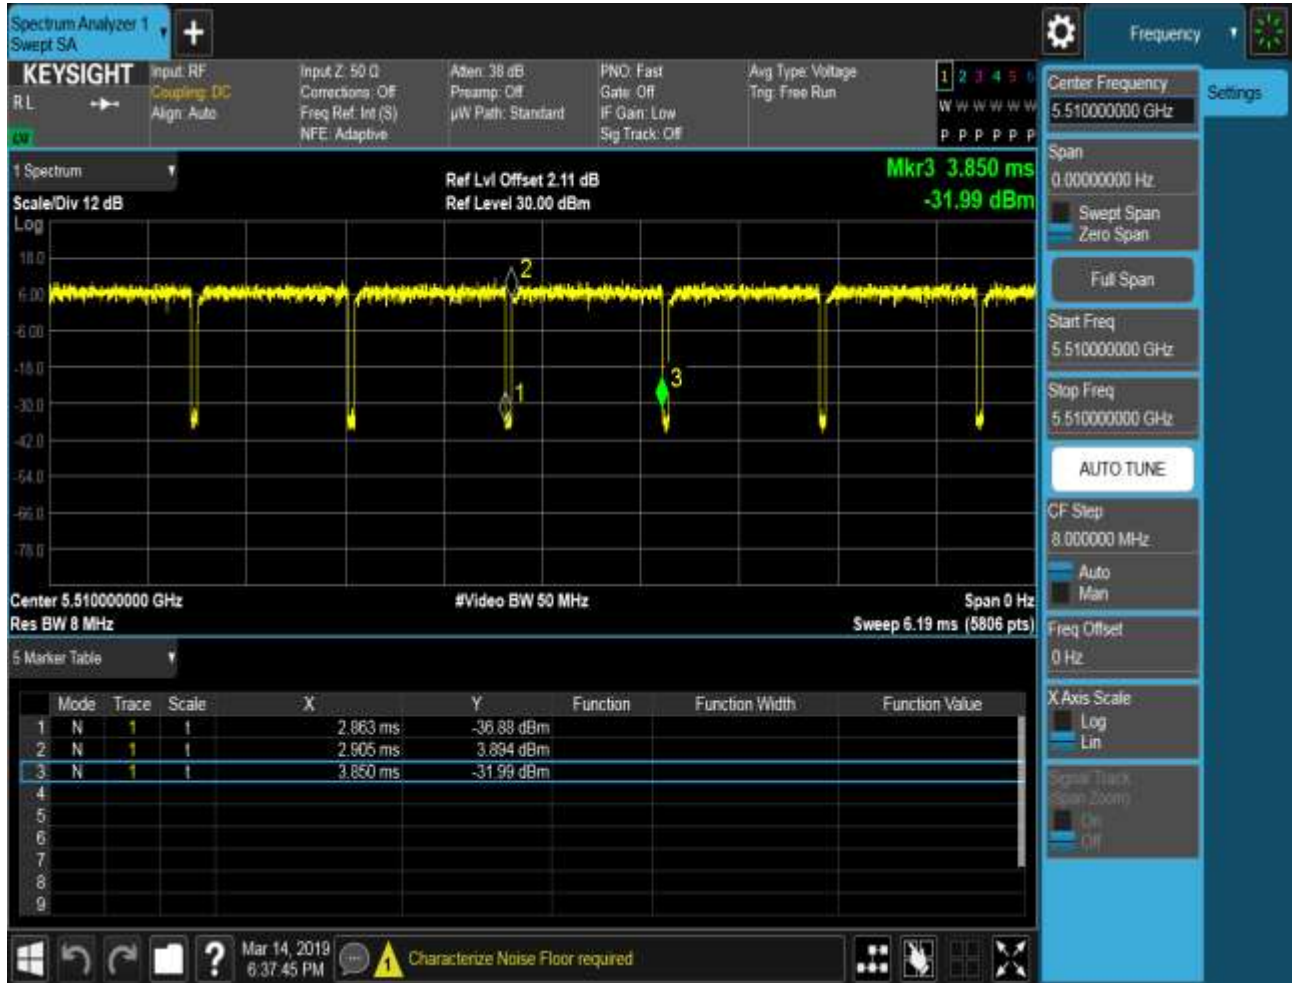 Spectrum Analyzer 1
Swept SA
+
Frequency
KEYSIGHT
RL
Input: RF
Coupling: DC
Align: Auto
Input Z: 50 Ω
Corrections: Off
Freq Ref: Int (S)
NFE: Adaptive
Atten: 38 dB
Preamp: Off
µW Path: Standard
PNO: Fast
Gate: Off
IF Gain: Low
Sig Track: Off
Avg Type: Voltage
Trig: Free Run
1 2 3 4 5 6
W W W W W W
P P P P P P
1 Spectrum
Scale/Div 12 dB
Ref Lvl Offset 2.11 dB
Ref Level 30.00 dBm
Mkr3 3.850 ms
-31.99 dBm
Log
18.0
6.00
-6.00
-18.0
-30.0
-42.0
-54.0
-66.0
-78.0
2
1
3
Center 5.510000000 GHz
Res BW 8 MHz
#Video BW 50 MHz
Span 0 Hz
Sweep 6.19 ms (5806 pts)
5 Marker Table
Mode Trace Scale X Y Function Function Width Function Value
1 N 1 t 2.863 ms -36.88 dBm
2 N 1 t 2.905 ms 3.894 dBm
3 N 1 t 3.850 ms -31.99 dBm
4
5
6
7
8
9
Mar 14, 2019
6:37:45 PM
?
1
Characterize Noise Floor required
Center Frequency
5.510000000 GHz
Settings
Span
0.00000000 Hz
Swept Span
Zero Span
Full Span
Start Freq
5.510000000 GHz
Stop Freq
5.510000000 GHz
AUTO TUNE
CF Step
8.000000 MHz
Auto
Man
Freq Offset
0 Hz
X Axis Scale
Log
Lin
Signal Track
(Span Zoom)
On
Off